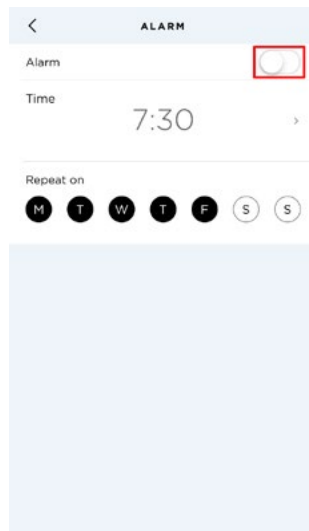 ALARM
Alarm
Time
7:30
Repeat on
M T W T F S S